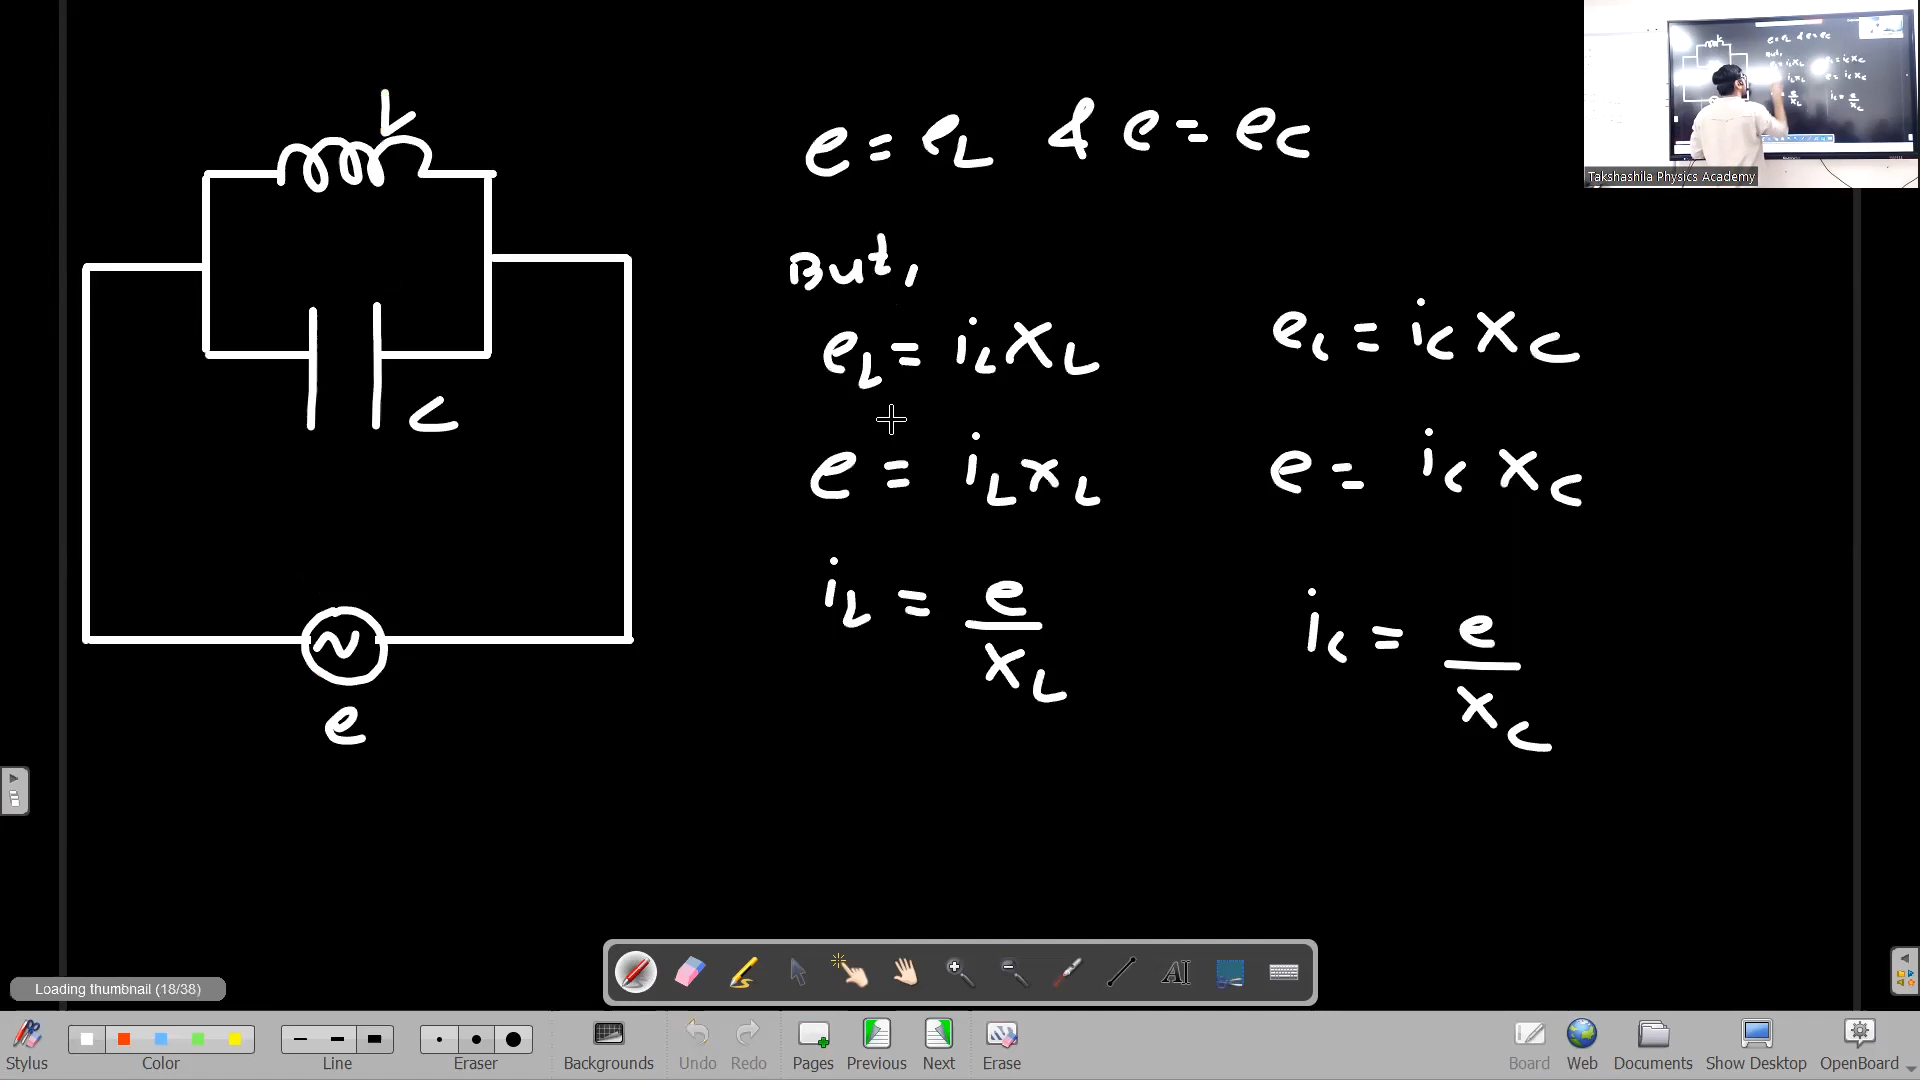 L
C
e
e = eL & e = eC
But,
eL = iL XL
eC = iC XC
e = iL XL
e = iC XC
iL = e/XL
iC = e/XC
Takshashila Physics Academy
Loading thumbnail (18/38)
Stylus Color Line Eraser Backgrounds Undo Redo Pages Previous Next Erase Board Web Documents Show Desktop OpenBoard